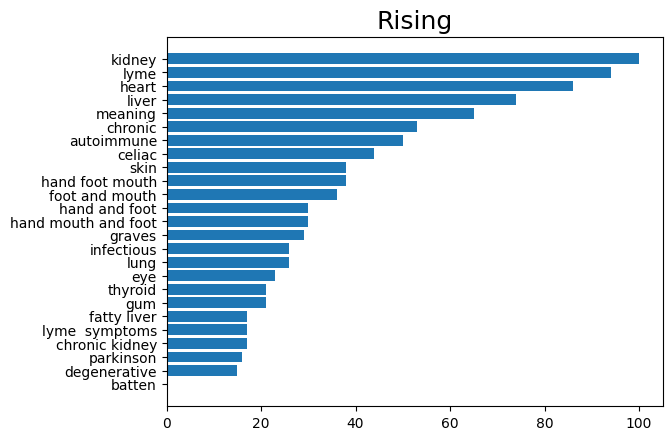 Rising
kidney
lyme
heart
liver
meaning
chronic
autoimmune
celiac
skin
hand foot mouth
foot and mouth
hand and foot
hand mouth and foot
graves
infectious
lung
eye
thyroid
gum
fatty liver
lyme  symptoms
chronic kidney
parkinson
degenerative
batten
0 20 40 60 80 100